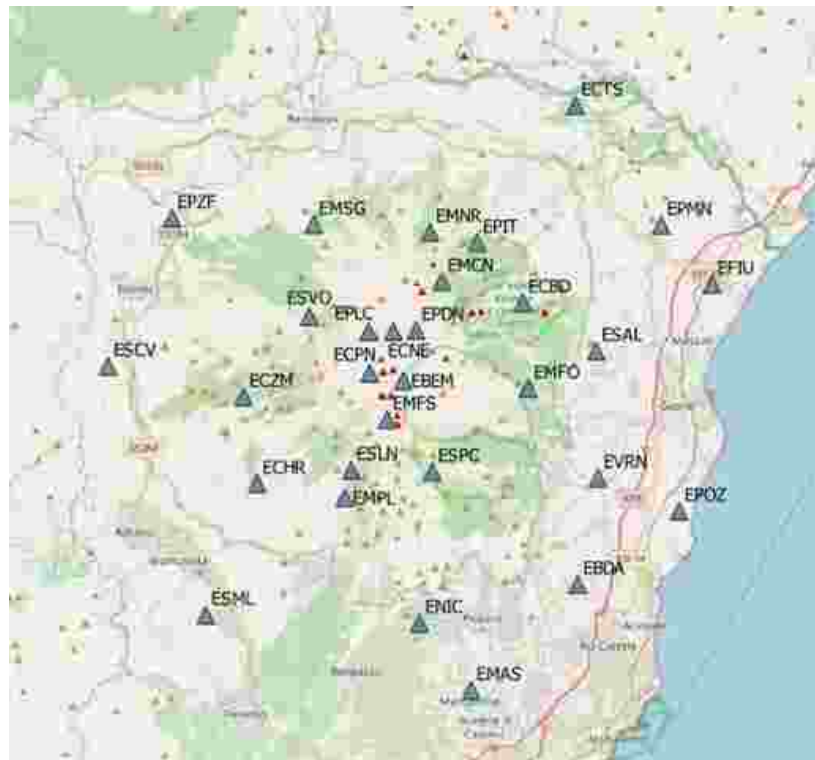 ECTS
EPZF
EMSG
EMNR
EPIT
EPMN
EMCN
EFIU
ECBD
ESVO
EPLC
EPDN
ESAL
ECNE
ESCV
ECPN
EBEM
EMFO
ECZM
EMFS
ECHR
ESLN
ESPC
EVRN
EMPL
EPOZ
EBDA
ESML
ENIC
EMAS